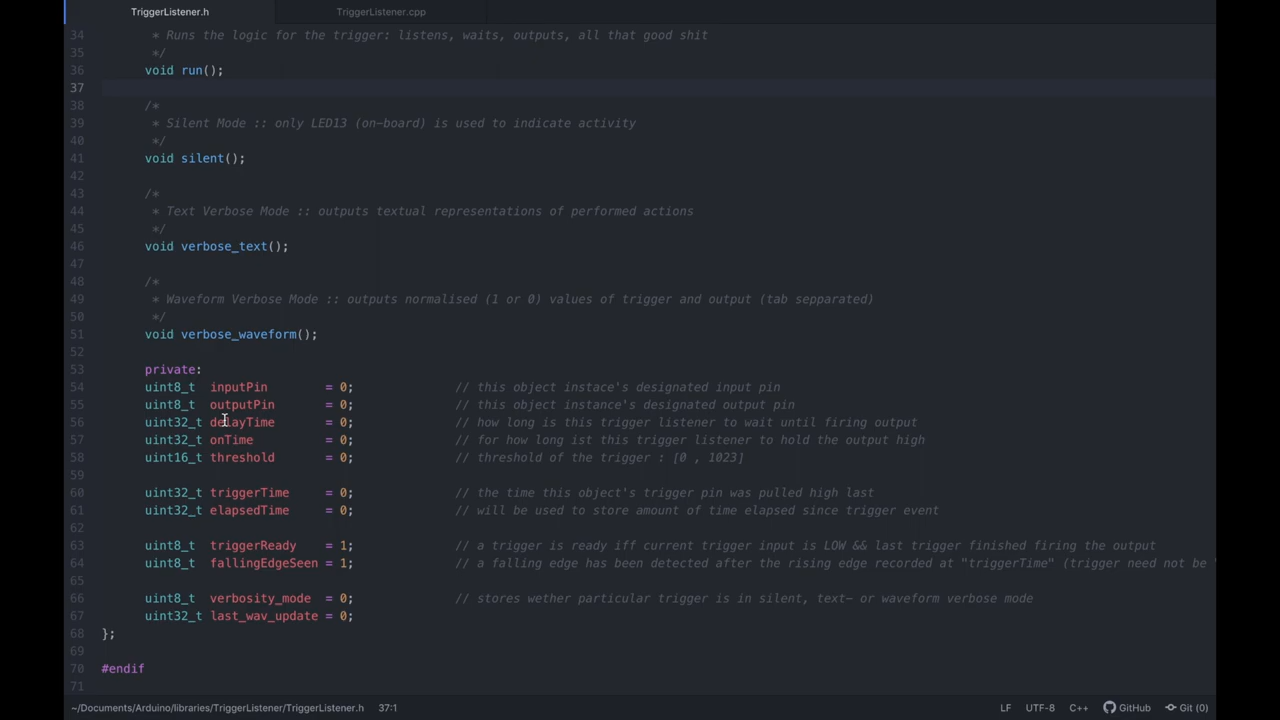 TriggerListener.h TriggerListener.cpp
34 * Runs the logic for the trigger: listens, waits, outputs, all that good shit
35 */
36 void run();
37
38 /*
39 * Silent Mode :: only LED13 (on-board) is used to indicate activity
40 */
41 void silent();
42
43 /*
44 * Text Verbose Mode :: outputs textual representations of performed actions
45 */
46 void verbose_text();
47
48 /*
49 * Waveform Verbose Mode :: outputs normalised (1 or 0) values of trigger and output (tab sepparated)
50 */
51 void verbose_waveform();
52
53 private:
54 uint8_t inputPin = 0; // this object instace's designated input pin
55 uint8_t outputPin = 0; // this object instance's designated output pin
56 uint32_t delayTime = 0; // how long is this trigger listener to wait until firing output
57 uint32_t onTime = 0; // for how long ist this trigger listener to hold the output high
58 uint16_t threshold = 0; // threshold of the trigger : [0 , 1023]
59
60 uint32_t triggerTime = 0; // the time this object's trigger pin was pulled high last
61 uint32_t elapsedTime = 0; // will be used to store amount of time elapsed since trigger event
62
63 uint8_t triggerReady = 1; // a trigger is ready iff current trigger input is LOW && last trigger finished firing the output
64 uint8_t fallingEdgeSeen = 1; // a falling edge has been detected after the rising edge recorded at "triggerTime" (trigger need not be "
65
66 uint8_t verbosity_mode = 0; // stores wether particular trigger is in silent, text- or waveform verbose mode
67 uint32_t last_wav_update = 0;
68 };
69
70 #endif
71
~/Documents/Arduino/libraries/TriggerListener/TriggerListener.h 37:1 LF UTF-8 C++ GitHub Git (0)